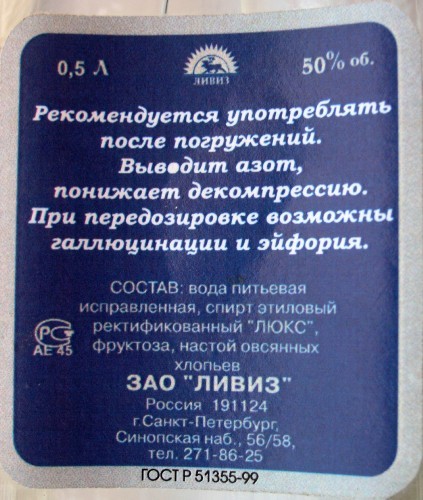 0,5 Л ЛИВИЗ 50% об.
Рекомендуется употреблять
после погружений.
Выводит азот,
понижает декомпрессию.
При передозировке возможны
галлюцинации и эйфория.
СОСТАВ: вода питьевая
исправленная, спирт этиловый
ректификованный "ЛЮКС",
фруктоза, настой овсяных
хлопьев
РСТ
АЕ 45
ЗАО "ЛИВИЗ"
Россия 191124
г.Санкт-Петербург,
Синопская наб., 56/58,
тел. 271-86-25
ГОСТ Р 51355-99